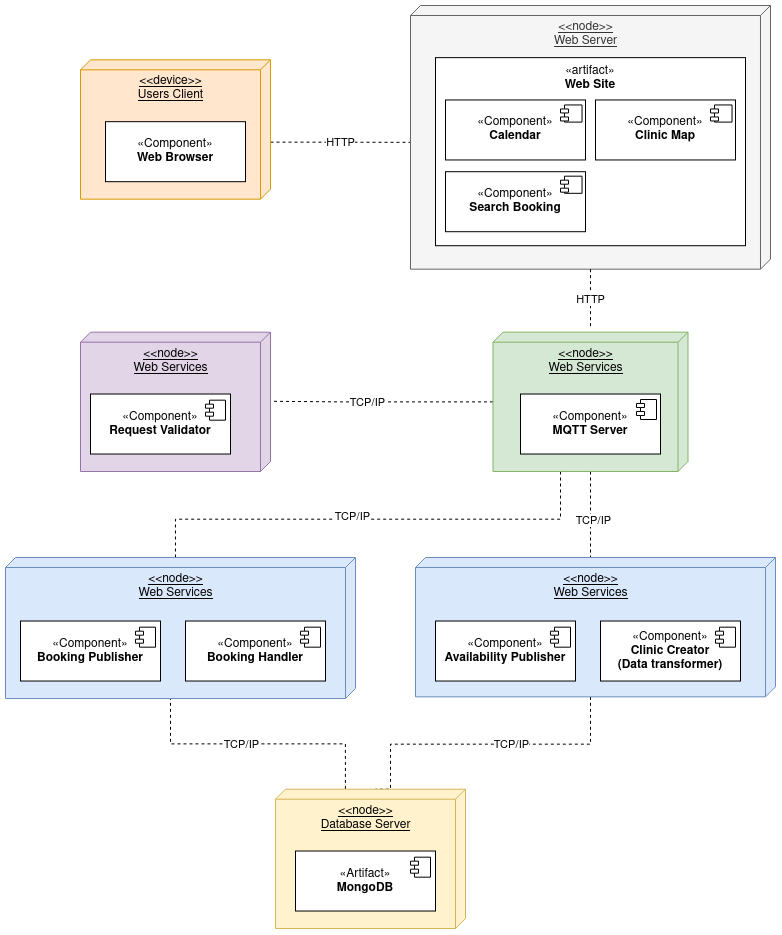 <<node>>
Web Server
«artifact»
Web Site
«Component»
Calendar
«Component»
Clinic Map
«Component»
Search Booking
<<device>>
Users Client
«Component»
Web Browser
HTTP
HTTP
<<node>>
Web Services
«Component»
Request Validator
TCP/IP
<<node>>
Web Services
«Component»
MQTT Server
TCP/IP
TCP/IP
<<node>>
Web Services
«Component»
Booking Publisher
«Component»
Booking Handler
<<node>>
Web Services
«Component»
Availability Publisher
«Component»
Clinic Creator
(Data transformer)
TCP/IP
TCP/IP
<<node>>
Database Server
«Artifact»
MongoDB